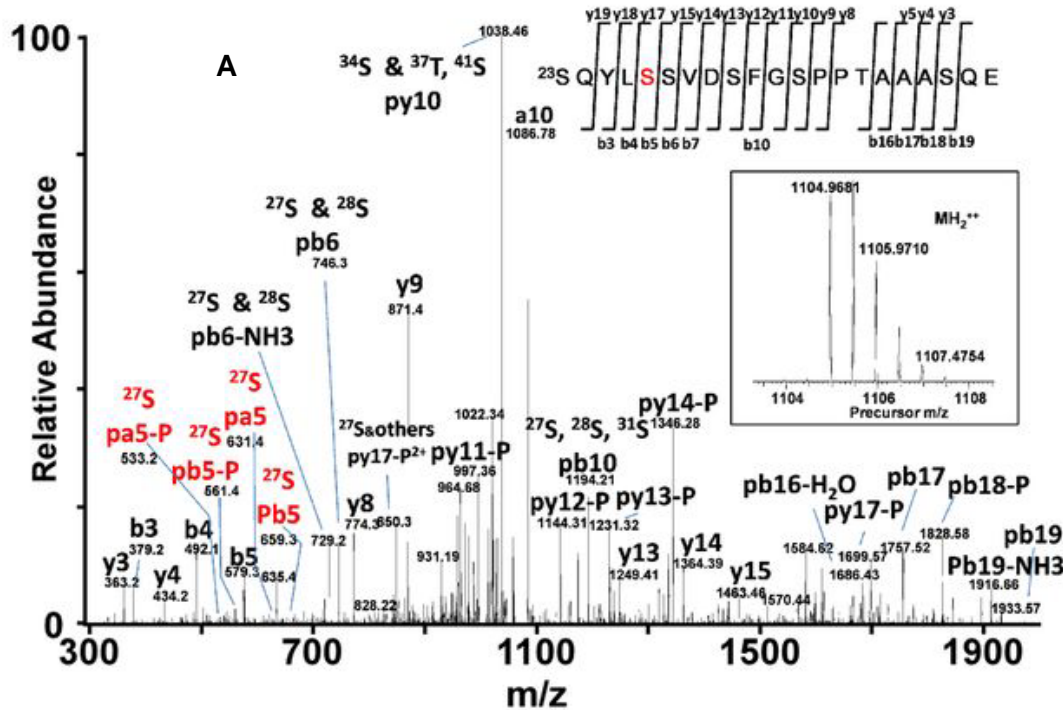 A
100
0
Relative Abundance
300 700 1100 1500 1900
m/z
y19 y18 y17 y15 y14 y13 y12 y11 y10 y9 y8 y5 y4 y3
²³S Q Y L S S V D S F G S P P T A A A S Q E
b3 b4 b5 b6 b7 b10 b16 b17 b18 b19
1104.9681
MH₂⁺⁺
1105.9710
1107.4754
1104 1106 1108
Precursor m/z
1038.46
³⁴S & ³⁷T, ⁴¹S
py10
a10
1086.78
²⁷S & ²⁸S
pb6
746.3
y9
871.4
²⁷S & ²⁸S
pb6-NH3
729.2
²⁷S
pa5-P
533.2
²⁷S
pb5-P
561.4
²⁷S
pa5
631.4
²⁷S
Pb5
659.3
²⁷S&others
py17-P²⁺
650.3
y8
774.3
y3
363.2
b3
379.2
y4
434.2
b4
492.1
b5
579.3
635.4
828.22
931.19
1022.34
py11-P
997.36
964.68
²⁷S, ²⁸S, ³¹S
pb10
1194.21
py12-P
1144.31
py13-P
1231.32
py14-P
1346.28
y13
1249.41
y14
1364.39
y15
1463.46
1570.44
pb16-H₂O
1584.62
py17-P
1699.57
1686.43
pb17
1757.52
pb18-P
1828.58
Pb19-NH3
1916.66
pb19
1933.57